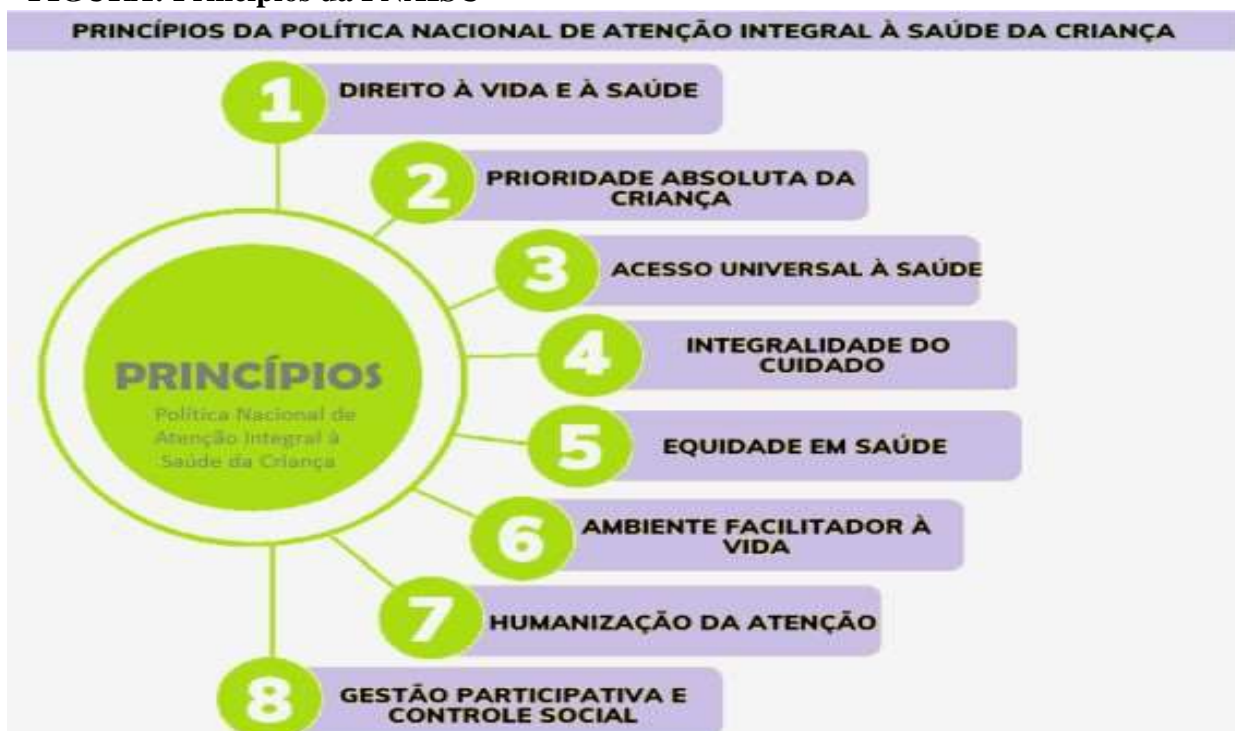 PRINCÍPIOS DA POLÍTICA NACIONAL DE ATENÇÃO INTEGRAL À SAÚDE DA CRIANÇA
1
DIREITO À VIDA E À SAÚDE
2
PRIORIDADE ABSOLUTA DA
CRIANÇA
3
ACESSO UNIVERSAL À SAÚDE
4
INTEGRALIDADE DO
CUIDADO
PRINCÍPIOS
Política Nacional de
Atenção Integral à
Saúde da Criança
5
EQUIDADE EM SAÚDE
6
AMBIENTE FACILITADOR À
VIDA
7
HUMANIZAÇÃO DA ATENÇÃO
8
GESTÃO PARTICIPATIVA E
CONTROLE SOCIAL